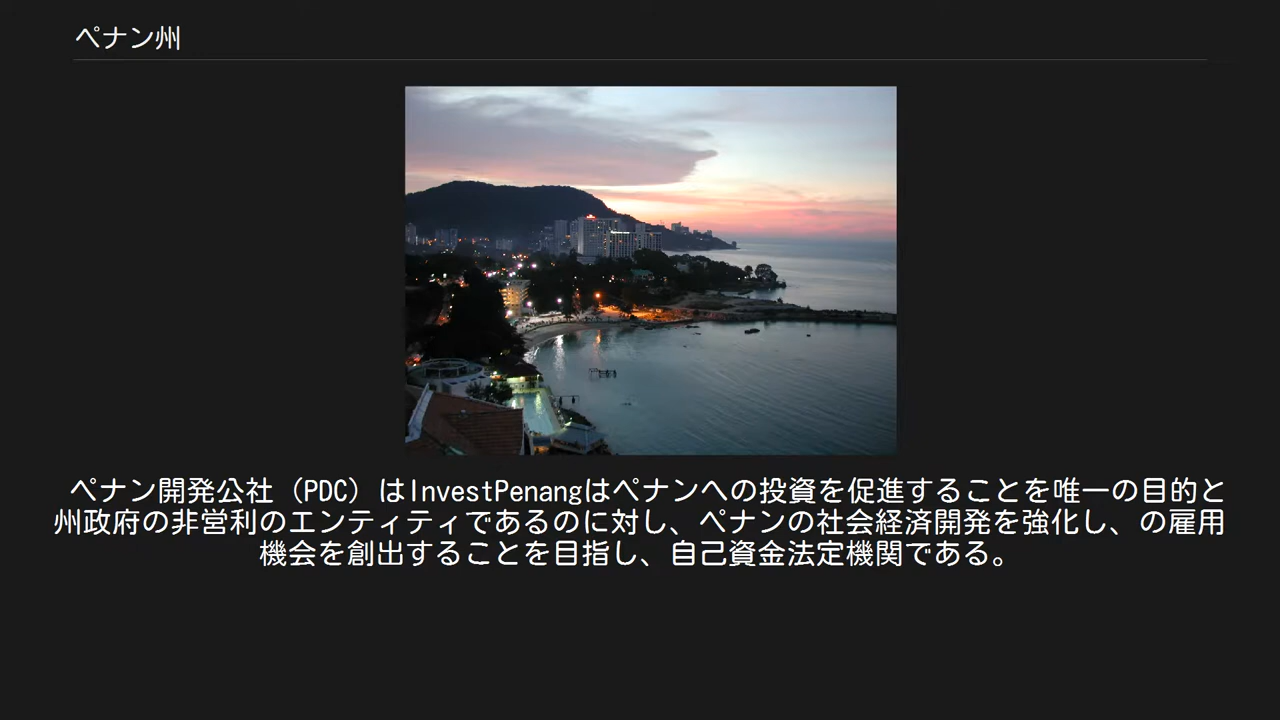 ペナン州
ペナン開発公社（PDC）はInvestPenangはペナンへの投資を促進することを唯一の目的と
州政府の非営利のエンティティであるのに対し、ペナンの社会経済開発を強化し、の雇用
機会を創出することを目指し、自己資金法定機関である。